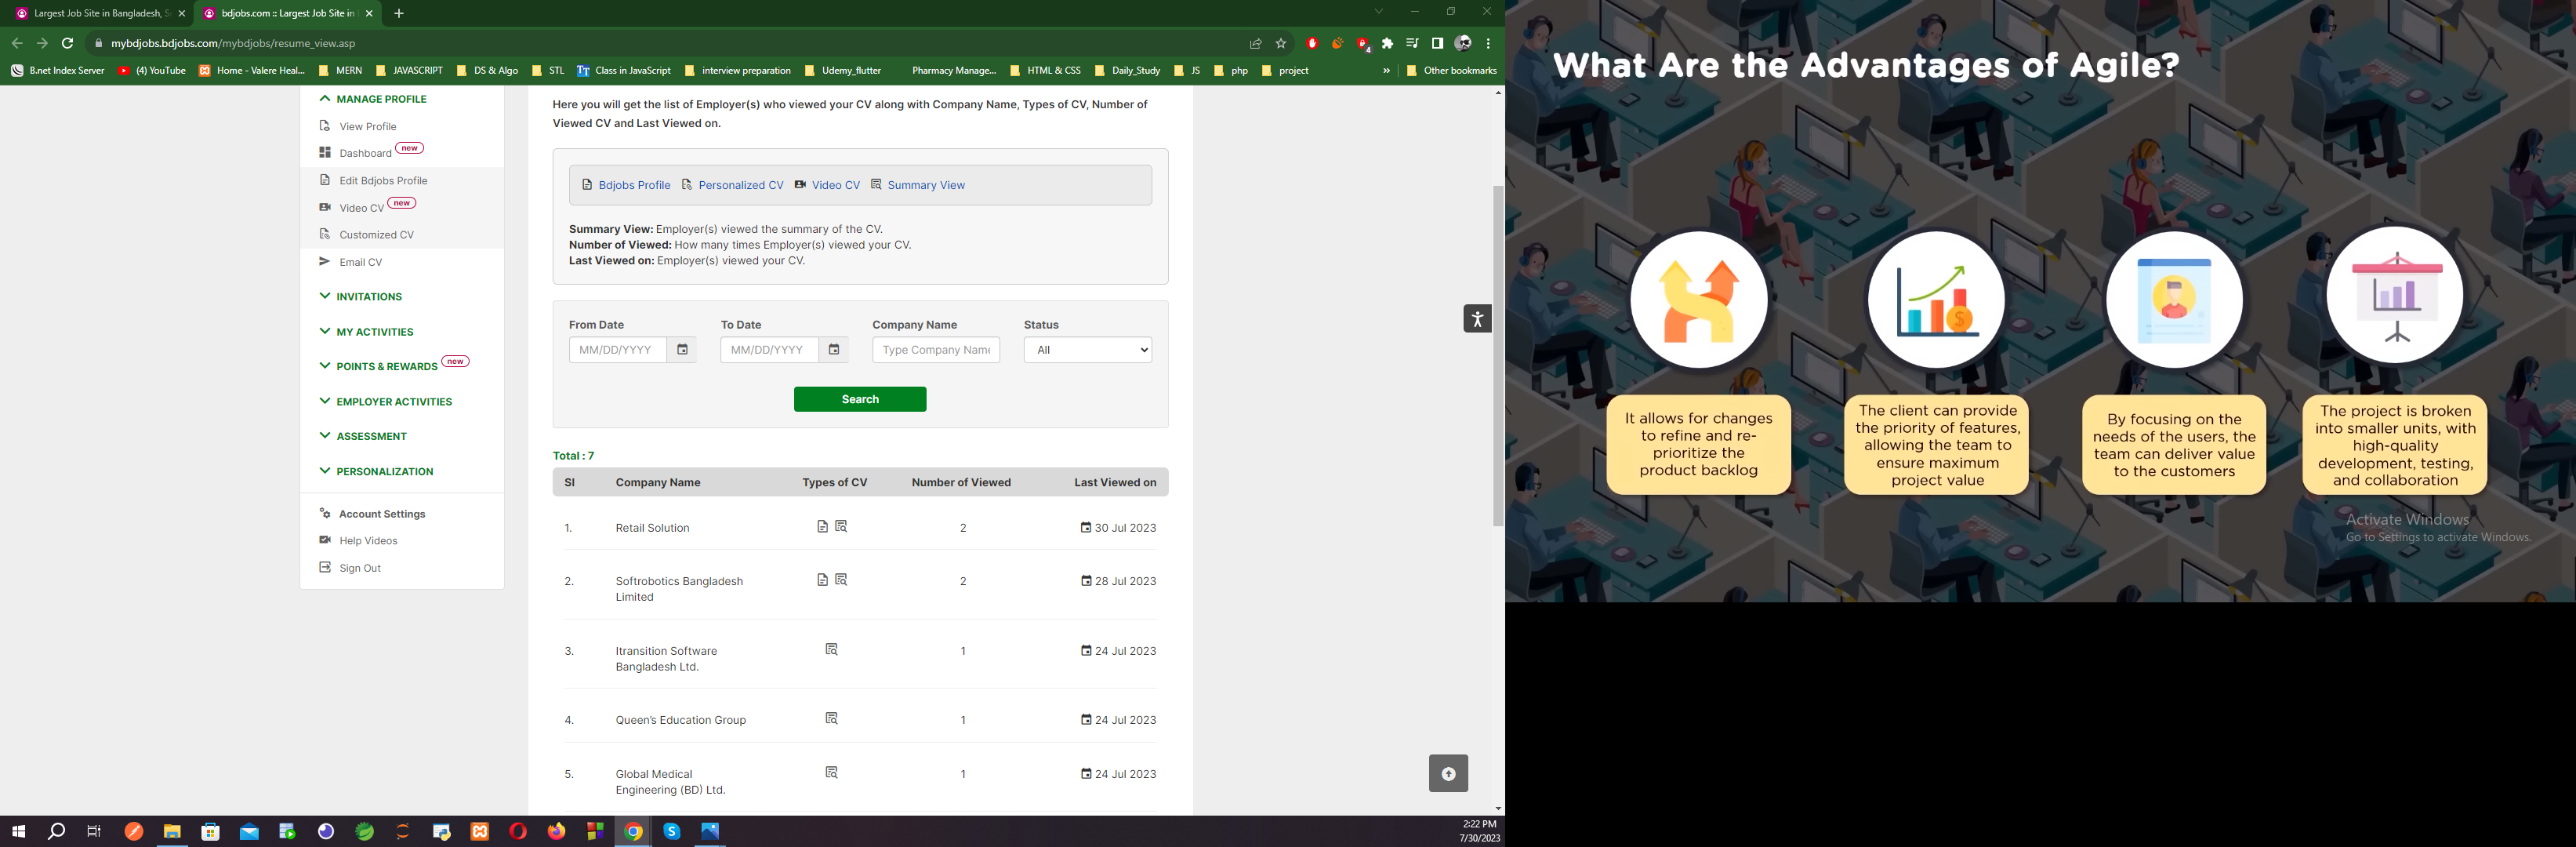 Largest Job Site in Bangladesh, S
bdjobs.com :: Largest Job Site in
mybdjobs.bdjobs.com/mybdjobs/resume_view.asp
4
B.net Index Server
(4) YouTube
Home - Valere Heal...
MERN
JAVASCRIPT
DS & Algo
STL
Class in JavaScript
interview preparation
Udemy_flutter
Pharmacy Manage...
HTML & CSS
Daily_Study
JS
php
project
»
Other bookmarks
MANAGE PROFILE
View Profile
Dashboard new
Edit Bdjobs Profile
Video CV new
Customized CV
Email CV
INVITATIONS
MY ACTIVITIES
POINTS & REWARDS new
EMPLOYER ACTIVITIES
ASSESSMENT
PERSONALIZATION
Account Settings
Help Videos
Sign Out
Here you will get the list of Employer(s) who viewed your CV along with Company Name, Types of CV, Number of
Viewed CV and Last Viewed on.
Bdjobs Profile Personalized CV Video CV Summary View
Summary View: Employer(s) viewed the summary of the CV.
Number of Viewed: How many times Employer(s) viewed your CV.
Last Viewed on: Employer(s) viewed your CV.
From Date To Date Company Name Status
MM/DD/YYYY MM/DD/YYYY Type Company Name All
Search
Total : 7
SI Company Name Types of CV Number of Viewed Last Viewed on
1. Retail Solution 2 30 Jul 2023
2. Softrobotics Bangladesh 2 28 Jul 2023
Limited
3. Itransition Software 1 24 Jul 2023
Bangladesh Ltd.
4. Queen's Education Group 1 24 Jul 2023
5. Global Medical 1 24 Jul 2023
Engineering (BD) Ltd.
2:22 PM
7/30/2023
What Are the Advantages of Agile?
It allows for changes
to refine and re-
prioritize the
product backlog
The client can provide
the priority of features,
allowing the team to
ensure maximum
project value
By focusing on the
needs of the users, the
team can deliver value
to the customers
The project is broken
into smaller units, with
high-quality
development, testing,
and collaboration
Activate Windows
Go to Settings to activate Windows.